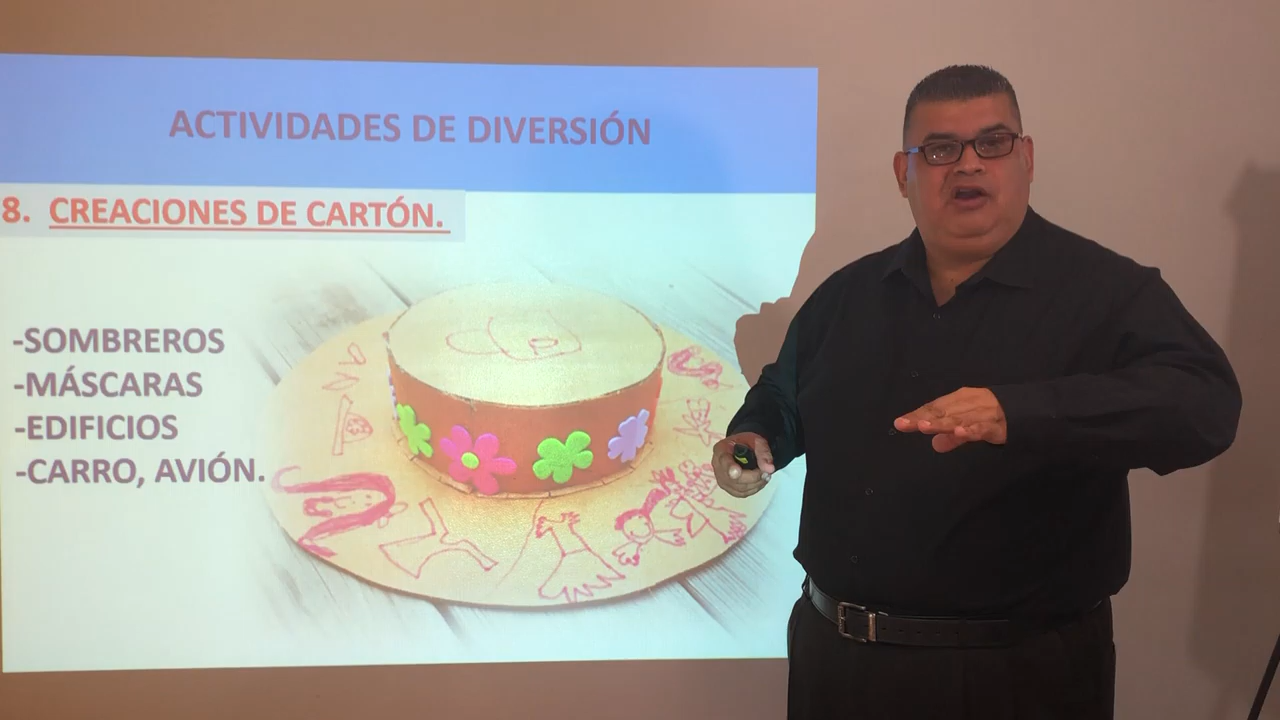 ACTIVIDADES DE DIVERSIÓN
8. CREACIONES DE CARTÓN.
-SOMBREROS
-MÁSCARAS
-EDIFICIOS
-CARRO, AVIÓN.